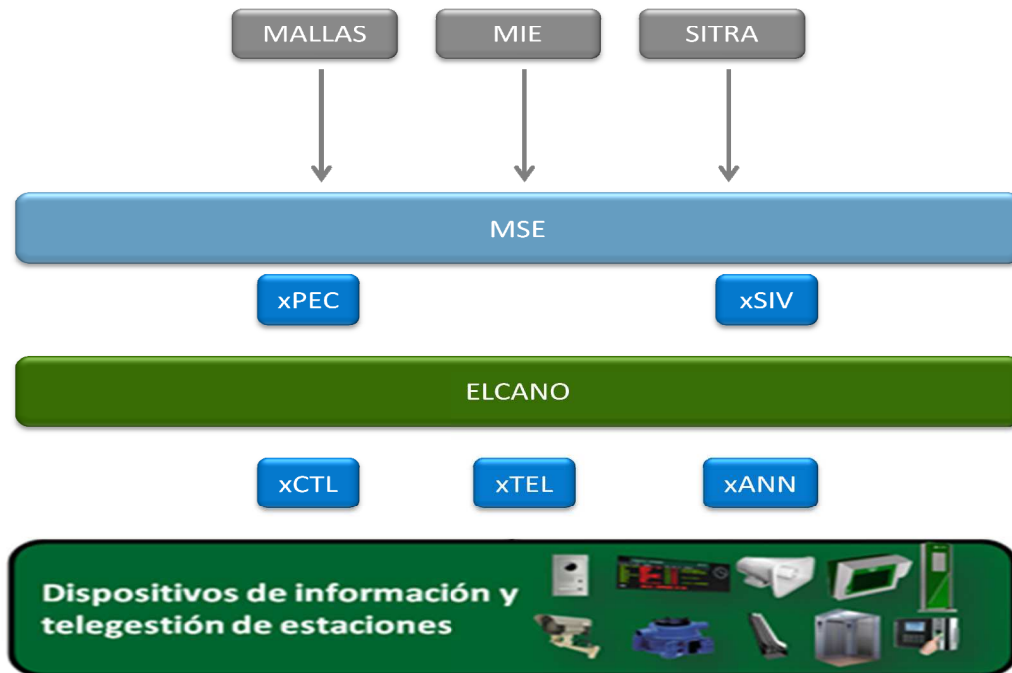 MALLAS
MIE
SITRA
MSE
xPEC
xSIV
ELCANO
xCTL
xTEL
xANN
Dispositivos de información y
telegestión de estaciones